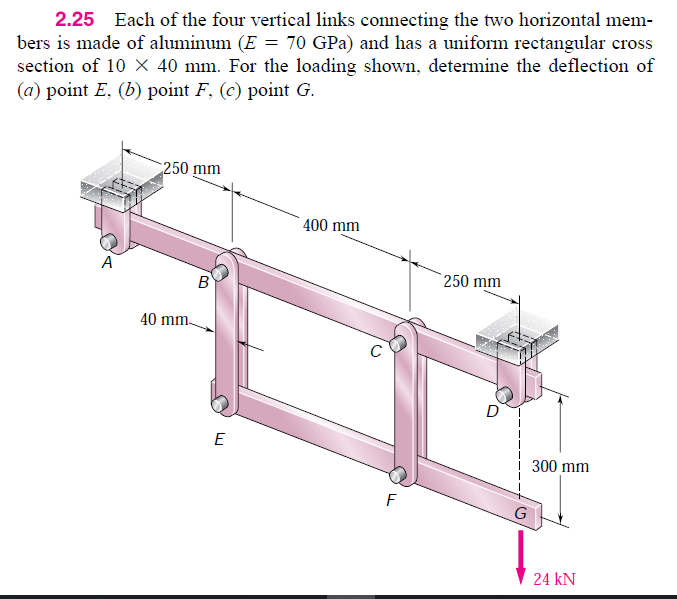 2.25 Each of the four vertical links connecting the two horizontal mem-
bers is made of aluminum (E = 70 GPa) and has a uniform rectangular cross
section of 10 × 40 mm. For the loading shown, determine the deflection of
(a) point E, (b) point F, (c) point G.
250 mm
400 mm
A
250 mm
B
40 mm
C
D
E
300 mm
F
G
24 kN